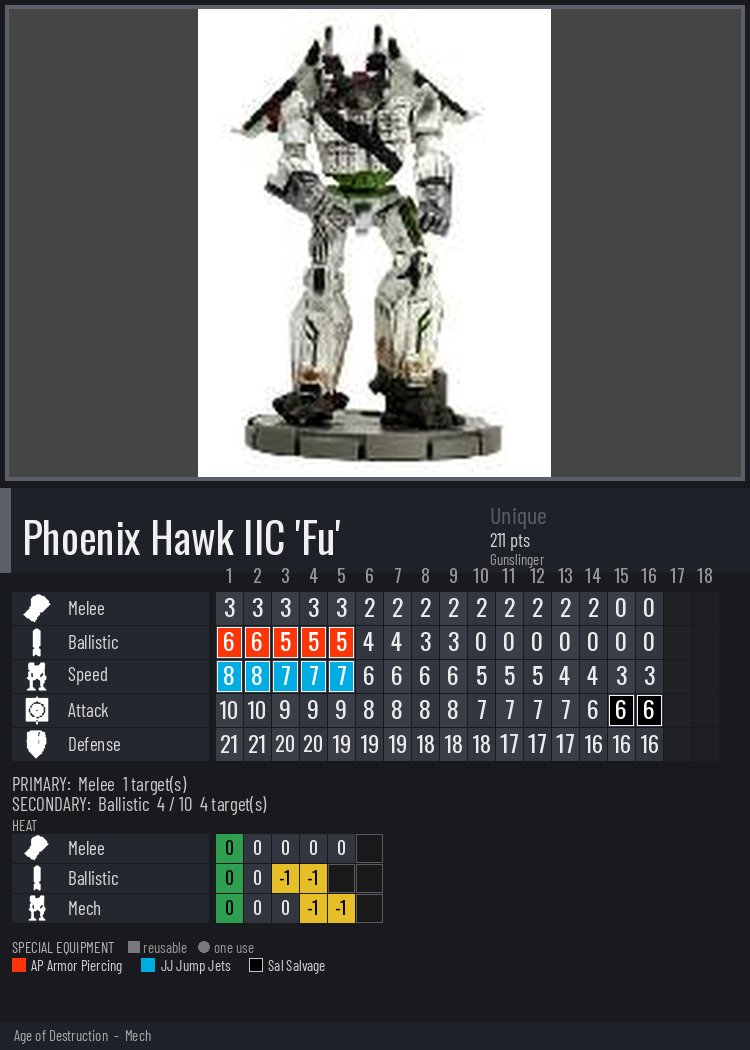 Phoenix Hawk IIC 'Fu'
Unique
211 pts
Gunslinger
1 2 3 4 5 6 7 8 9 10 11 12 13 14 15 16 17 18
Melee 3 3 3 3 3 2 2 2 2 2 2 2 2 2 0 0
Ballistic 6 6 5 5 5 4 4 3 3 0 0 0 0 0 0 0
Speed 8 8 7 7 7 6 6 6 6 5 5 5 4 4 3 3
Attack 10 10 9 9 9 8 8 8 8 7 7 7 7 6 6 6
Defense 21 21 20 20 19 19 19 18 18 18 17 17 17 16 16 16
PRIMARY: Melee 1 target(s)
SECONDARY: Ballistic 4 / 10 4 target(s)
HEAT
Melee 0 0 0 0 0
Ballistic 0 0 -1 -1
Mech 0 0 0 -1 -1
SPECIAL EQUIPMENT reusable one use
AP Armor Piercing JJ Jump Jets Sal Salvage
Age of Destruction - Mech